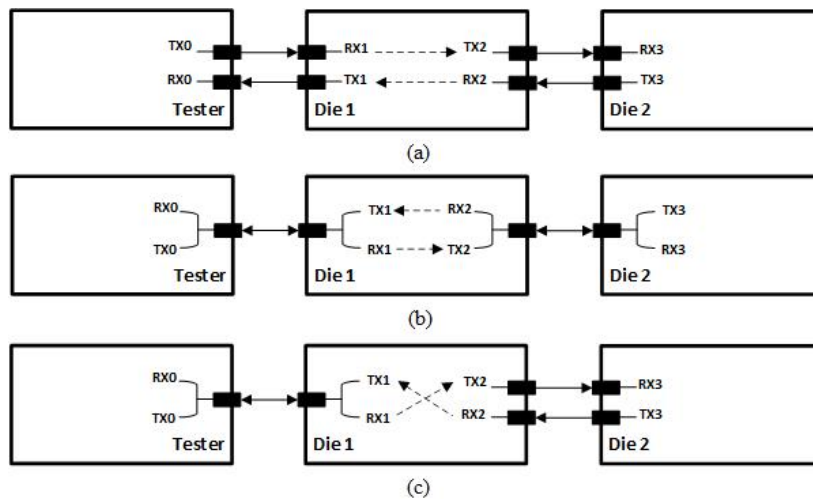 TX0 RX1 TX2 RX3
RX0 TX1 RX2 TX3
Tester Die 1 Die 2
(a)
RX0 TX1 RX2 TX3
TX0 RX1 TX2 RX3
Tester Die 1 Die 2
(b)
RX0 TX1 TX2 RX3
TX0 RX1 RX2 TX3
Tester Die 1 Die 2
(c)